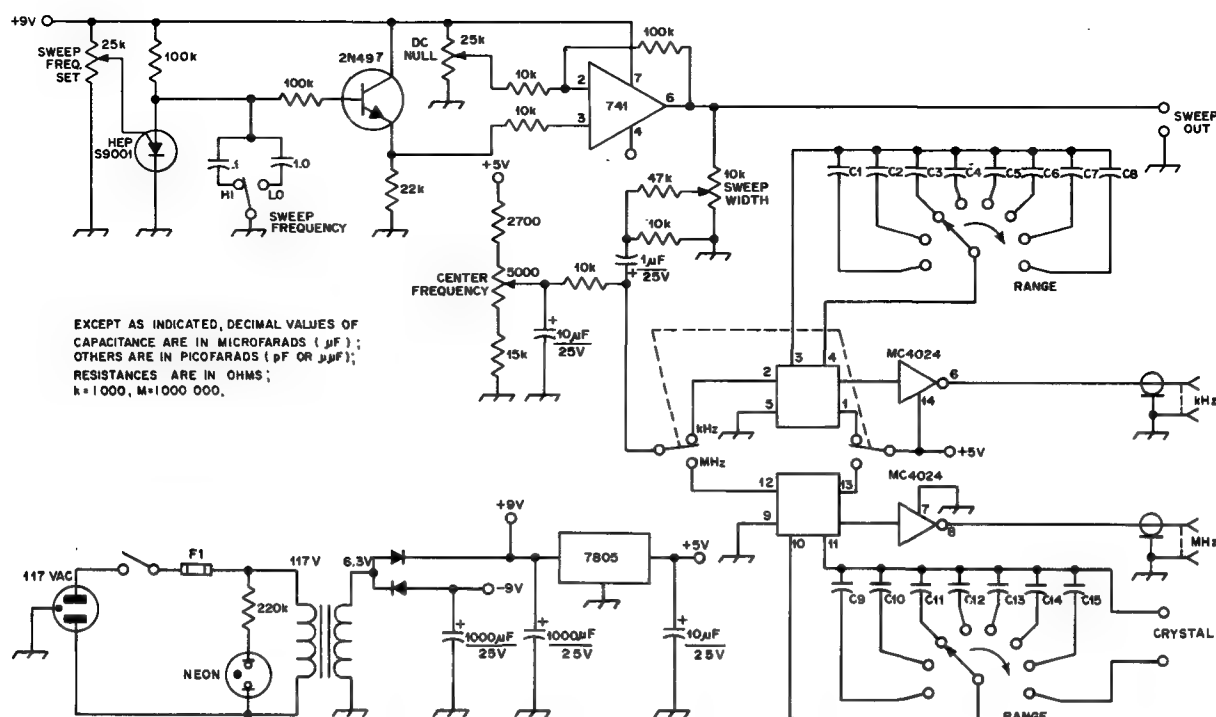 +9V
SWEEP
FREQ.
SET
25k
100k
HEP
S9001
.1
1.0
HI
LO
SWEEP
FREQUENCY
100k
2N497
22k
DC
NULL
25k
10k
10k
100k
2
3
7
741
6
4
SWEEP
OUT
+5V
2700
5000
CENTER
FREQUENCY
15k
10k
10µF
25V
47k
10k
1µF
+ 25V
10k
SWEEP
WIDTH
C1
C2
C3
C4
C5
C6
C7
C8
RANGE
EXCEPT AS INDICATED, DECIMAL VALUES OF
CAPACITANCE ARE IN MICROFARADS ( µF) ;
OTHERS ARE IN PICOFARADS ( pF OR µµF);
RESISTANCES ARE IN OHMS ;
k=1000, M=1000 000.
3
4
2
5
1
MC4024
6
14
kHz
kHz
MHz
+5V
12
9
13
10
11
MC4024
7
8
MHz
C9
C10
C11
C12
C13
C14
C15
CRYSTAL
RANGE
117 VAC
F1
220k
NEON
117V
6.3V
+9V
-9V
+
1000µF
25V
+
1000µF
25V
7805
+5V
+
10µF
25V